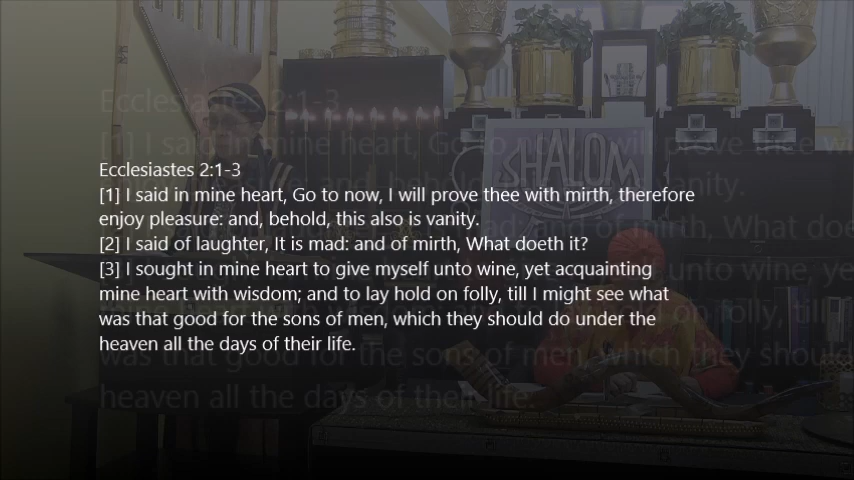 SHALOM
Ecclesiastes 2:1-3
[1] I said in mine heart, Go to now, I will prove thee with mirth, therefore
enjoy pleasure: and, behold, this also is vanity.
[2] I said of laughter, It is mad: and of mirth, What doeth it?
[3] I sought in mine heart to give myself unto wine, yet acquainting
mine heart with wisdom; and to lay hold on folly, till I might see what
was that good for the sons of men, which they should do under the
heaven all the days of their life.